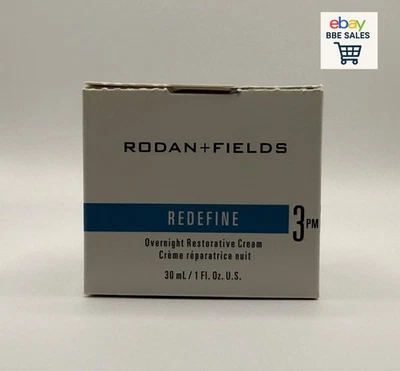 ebay
BBE SALES
RODAN+FIELDS
REDEFINE
3PM
Overnight Restorative Cream
Crème réparatrice nuit
30 mL / 1 Fl. Oz. U.S.